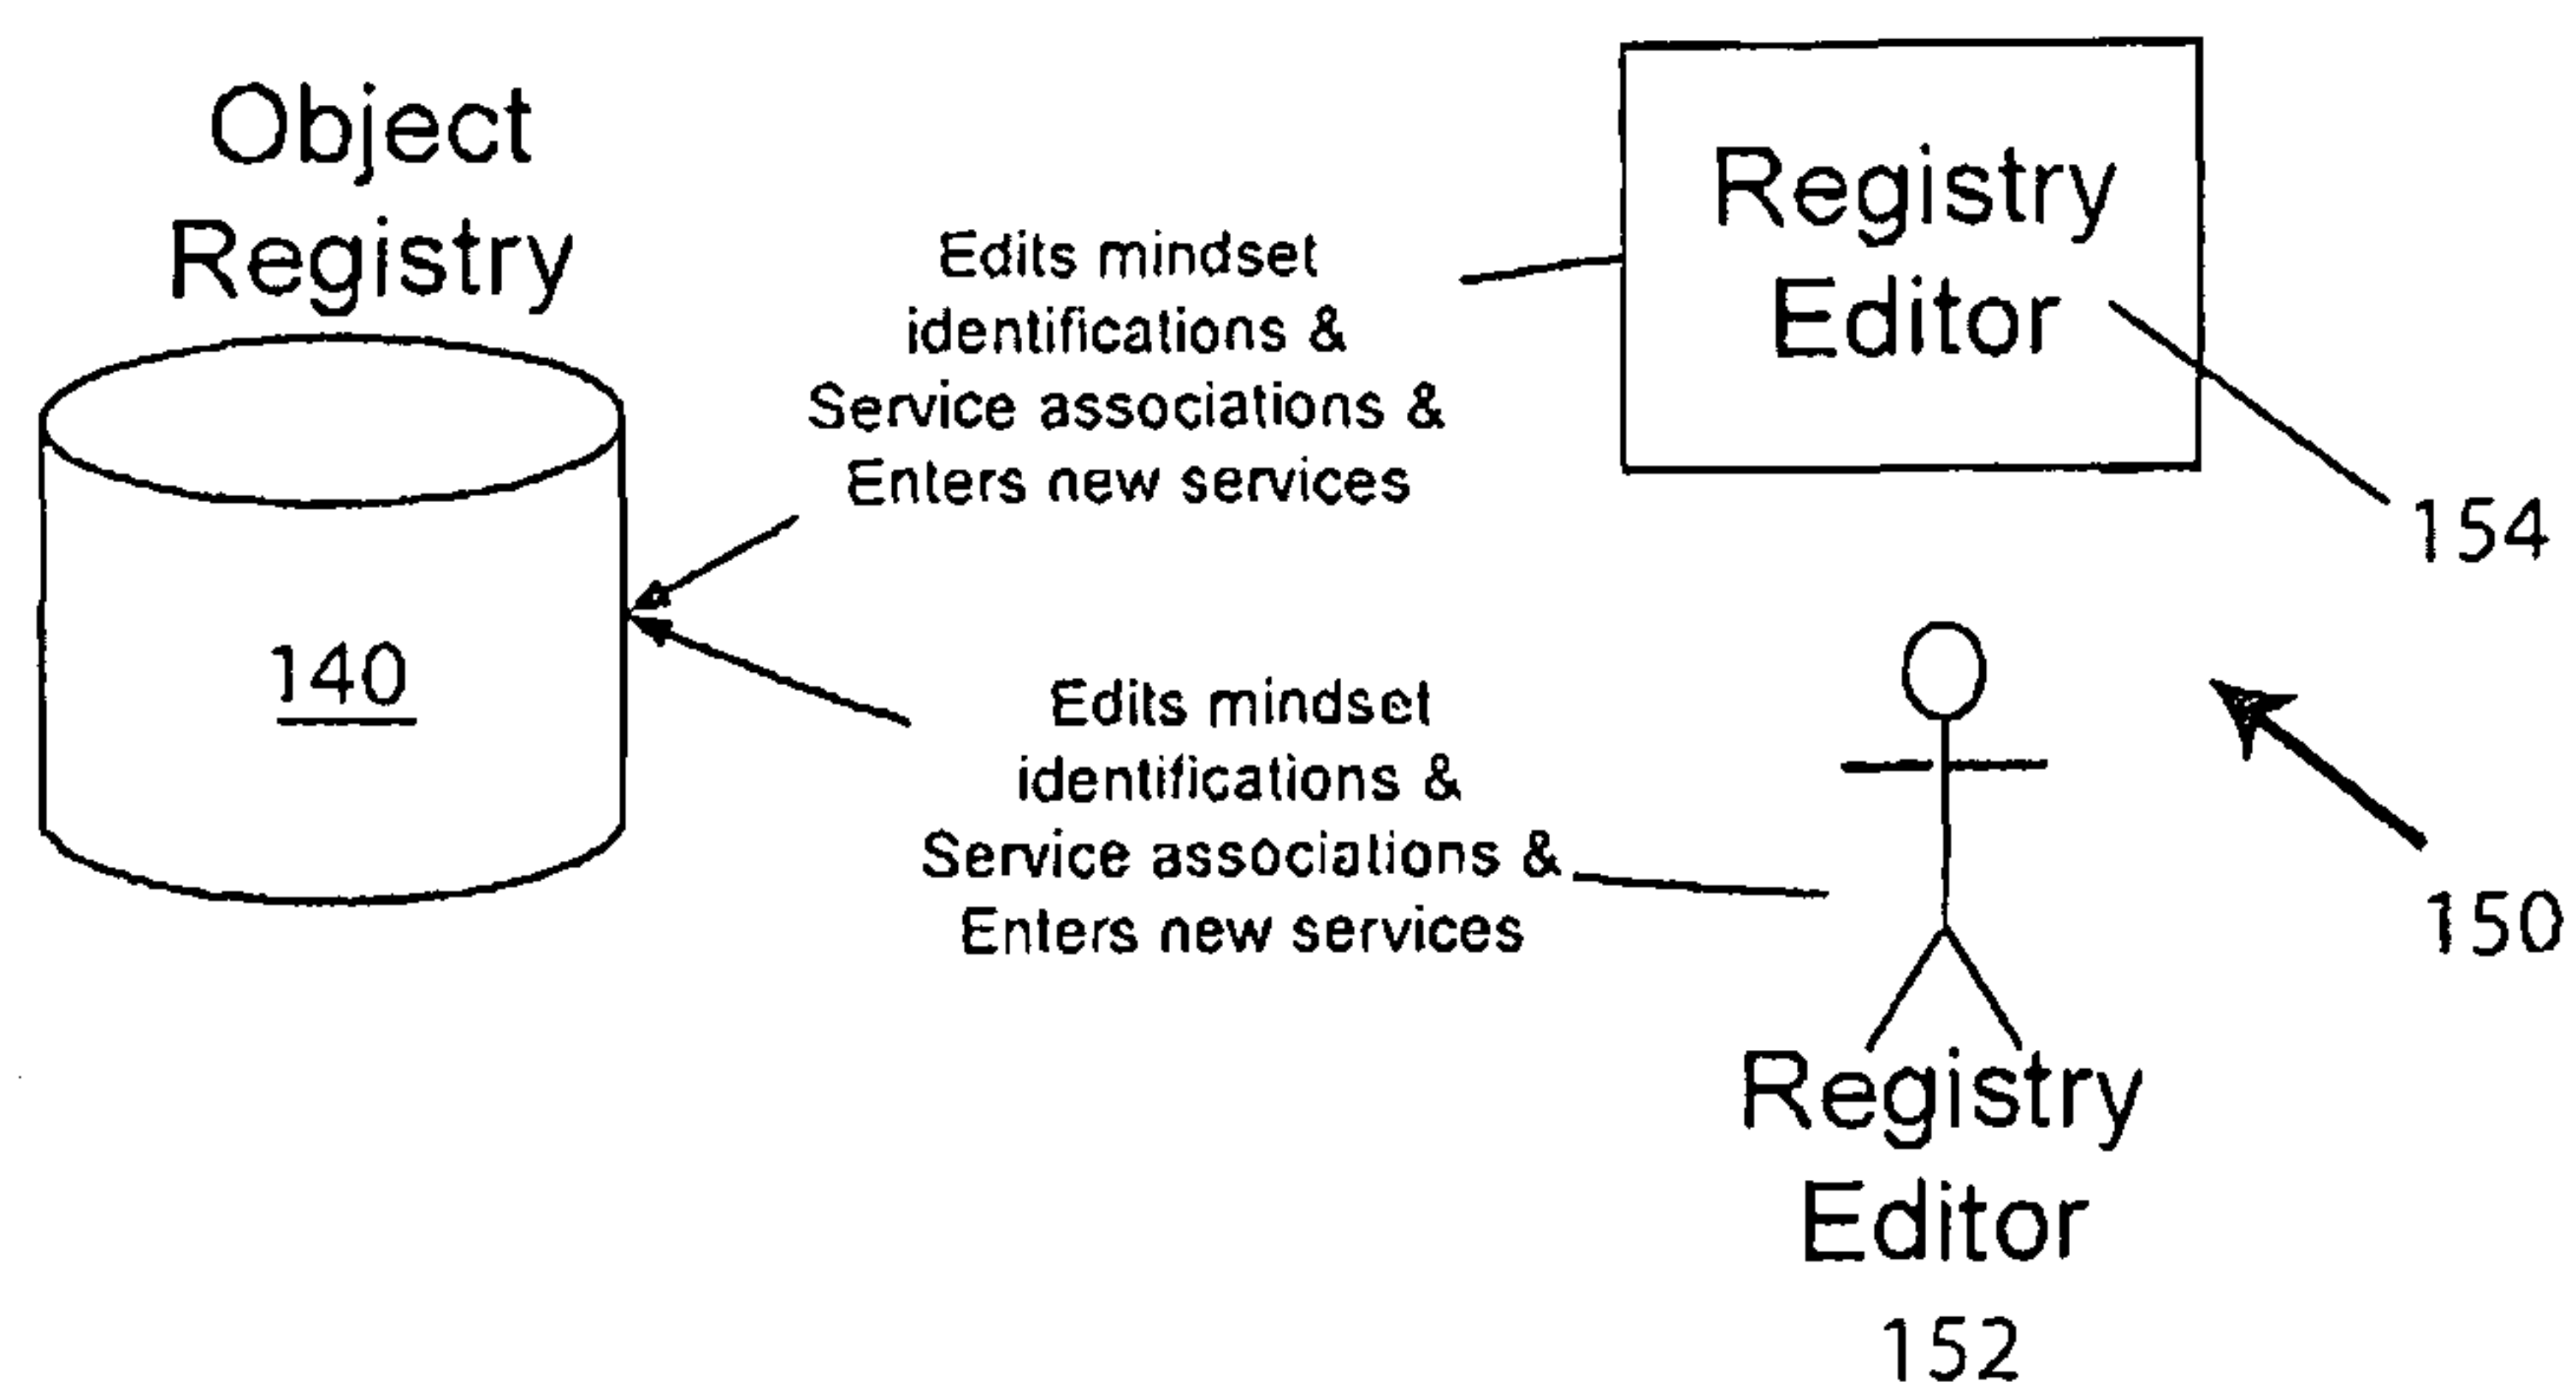 Object
Registry
140
Edits mindset
identifications &
Service associations &
Enters new services
Registry
Editor
154
Edits mindset
identifications &
Service associations &
Enters new services
150
Registry
Editor
152